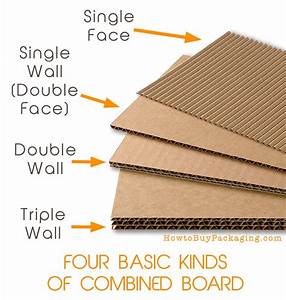 Single
Face
Single
Wall
(Double
Face)
Double
Wall
Triple
Wall
HowtoBuyPackaging.com
FOUR BASIC KINDS
OF COMBINED BOARD